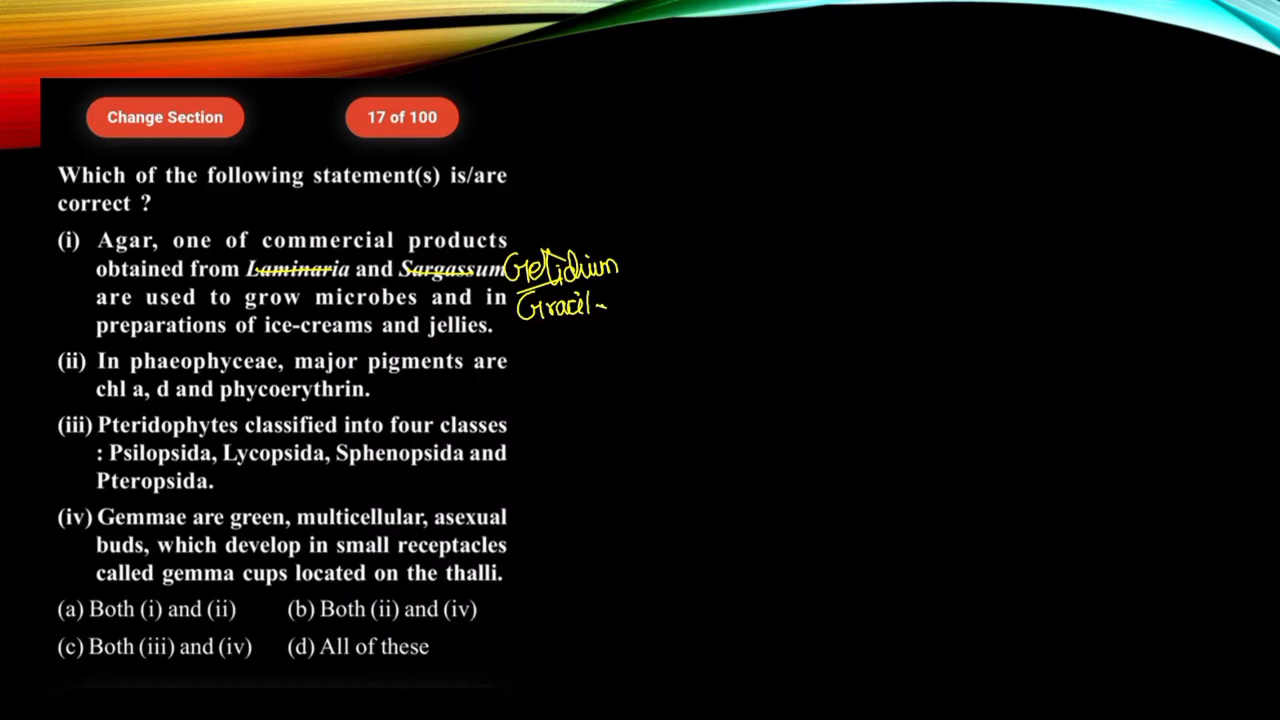 Change Section
17 of 100
Which of the following statement(s) is/are
correct ?
(i) Agar, one of commercial products
obtained from Laminaria and Sargassum Gelidium
are used to grow microbes and in Gracil-
preparations of ice-creams and jellies.
(ii) In phaeophyceae, major pigments are
chl a, d and phycoerythrin.
(iii) Pteridophytes classified into four classes
: Psilopsida, Lycopsida, Sphenopsida and
Pteropsida.
(iv) Gemmae are green, multicellular, asexual
buds, which develop in small receptacles
called gemma cups located on the thalli.
(a) Both (i) and (ii) (b) Both (ii) and (iv)
(c) Both (iii) and (iv) (d) All of these